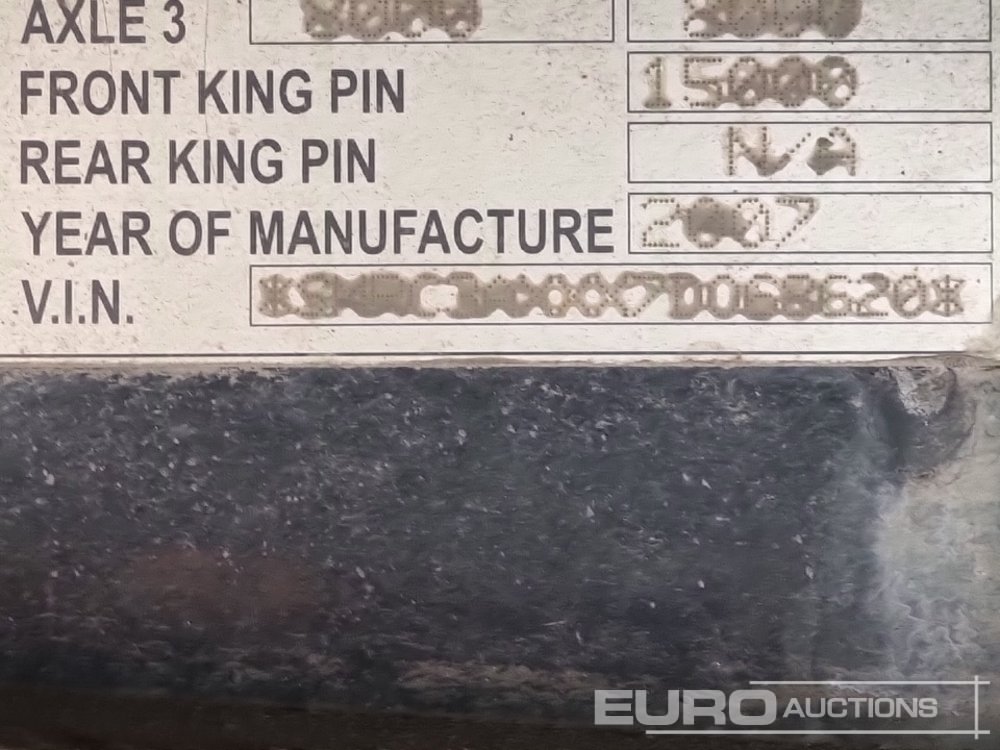 AXLE 3
FRONT KING PIN 15000
REAR KING PIN N/A
YEAR OF MANUFACTURE 2007
V.I.N.
EURO AUCTIONS